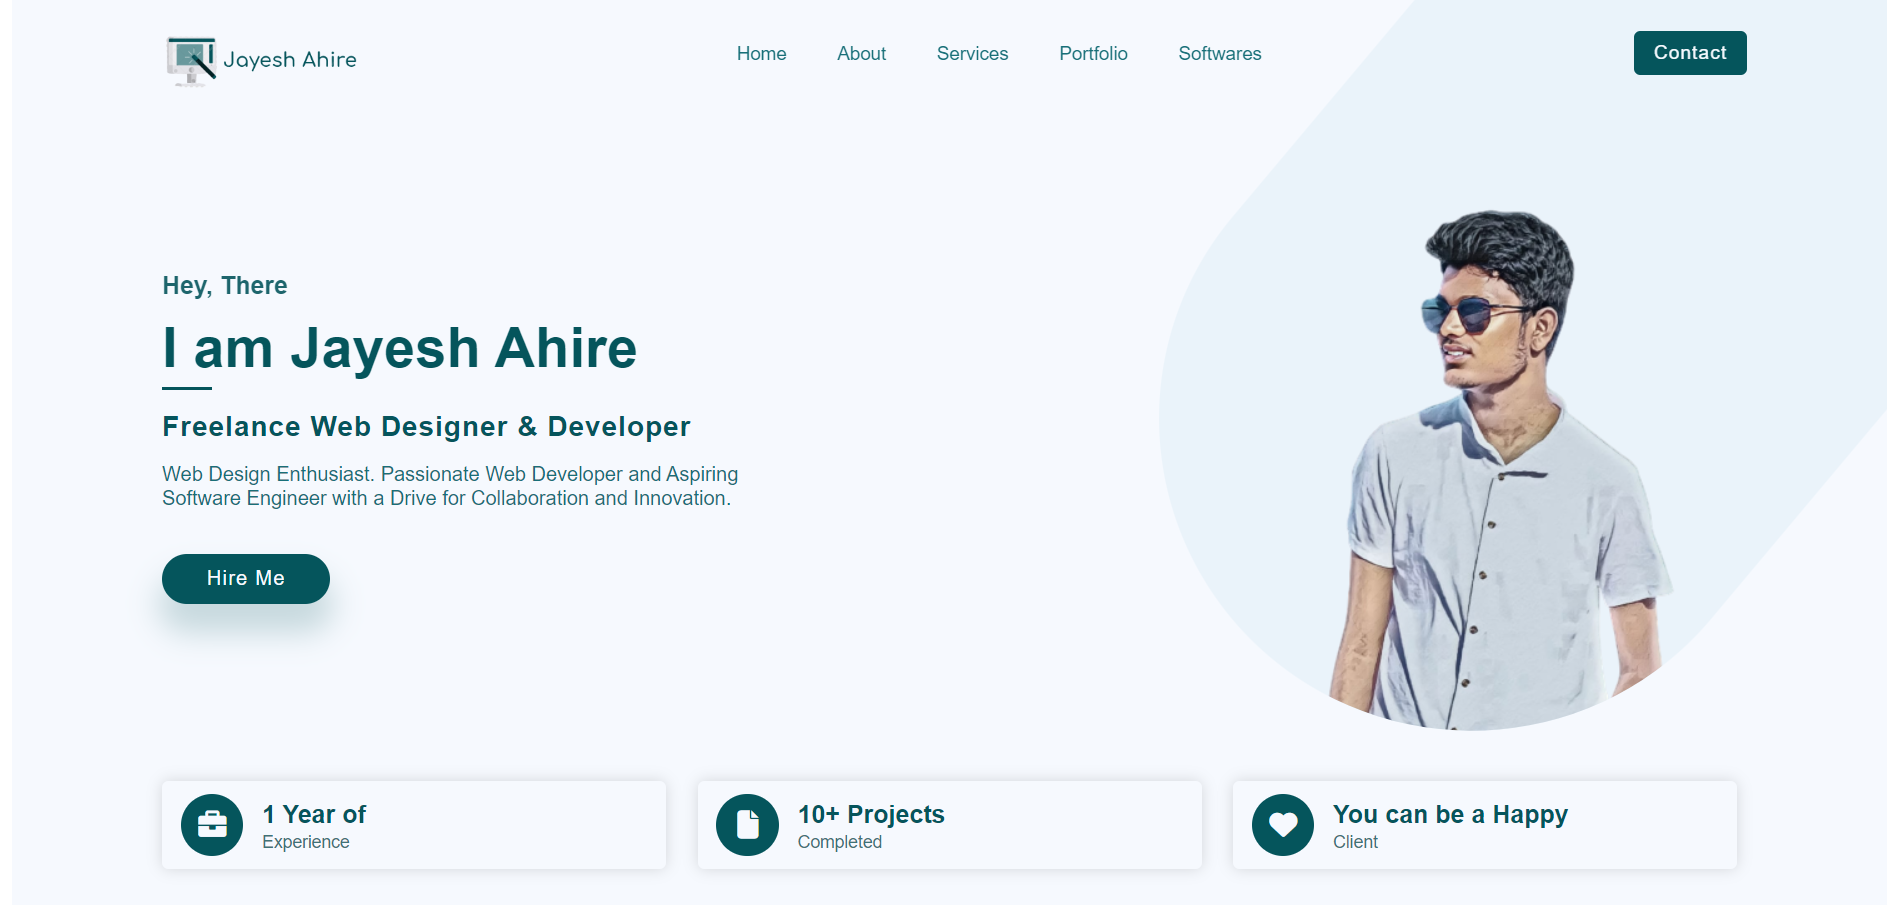 Jayesh Ahire
Home About Services Portfolio Softwares
Contact
Hey, There
I am Jayesh Ahire
Freelance Web Designer & Developer
Web Design Enthusiast. Passionate Web Developer and Aspiring
Software Engineer with a Drive for Collaboration and Innovation.
Hire Me
1 Year of
Experience
10+ Projects
Completed
You can be a Happy
Client